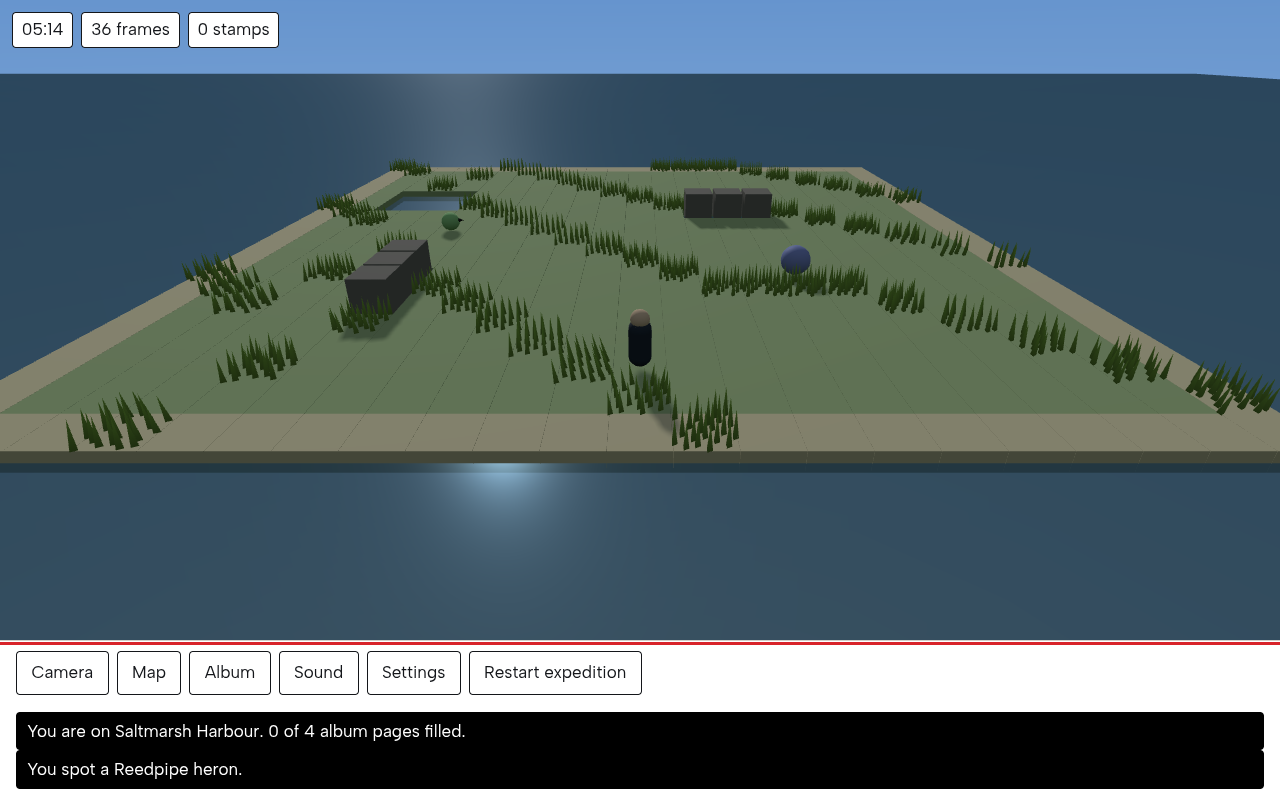 05:14
36 frames
0 stamps
Camera
Map
Album
Sound
Settings
Restart expedition
You are on Saltmarsh Harbour. 0 of 4 album pages filled.
You spot a Reedpipe heron.